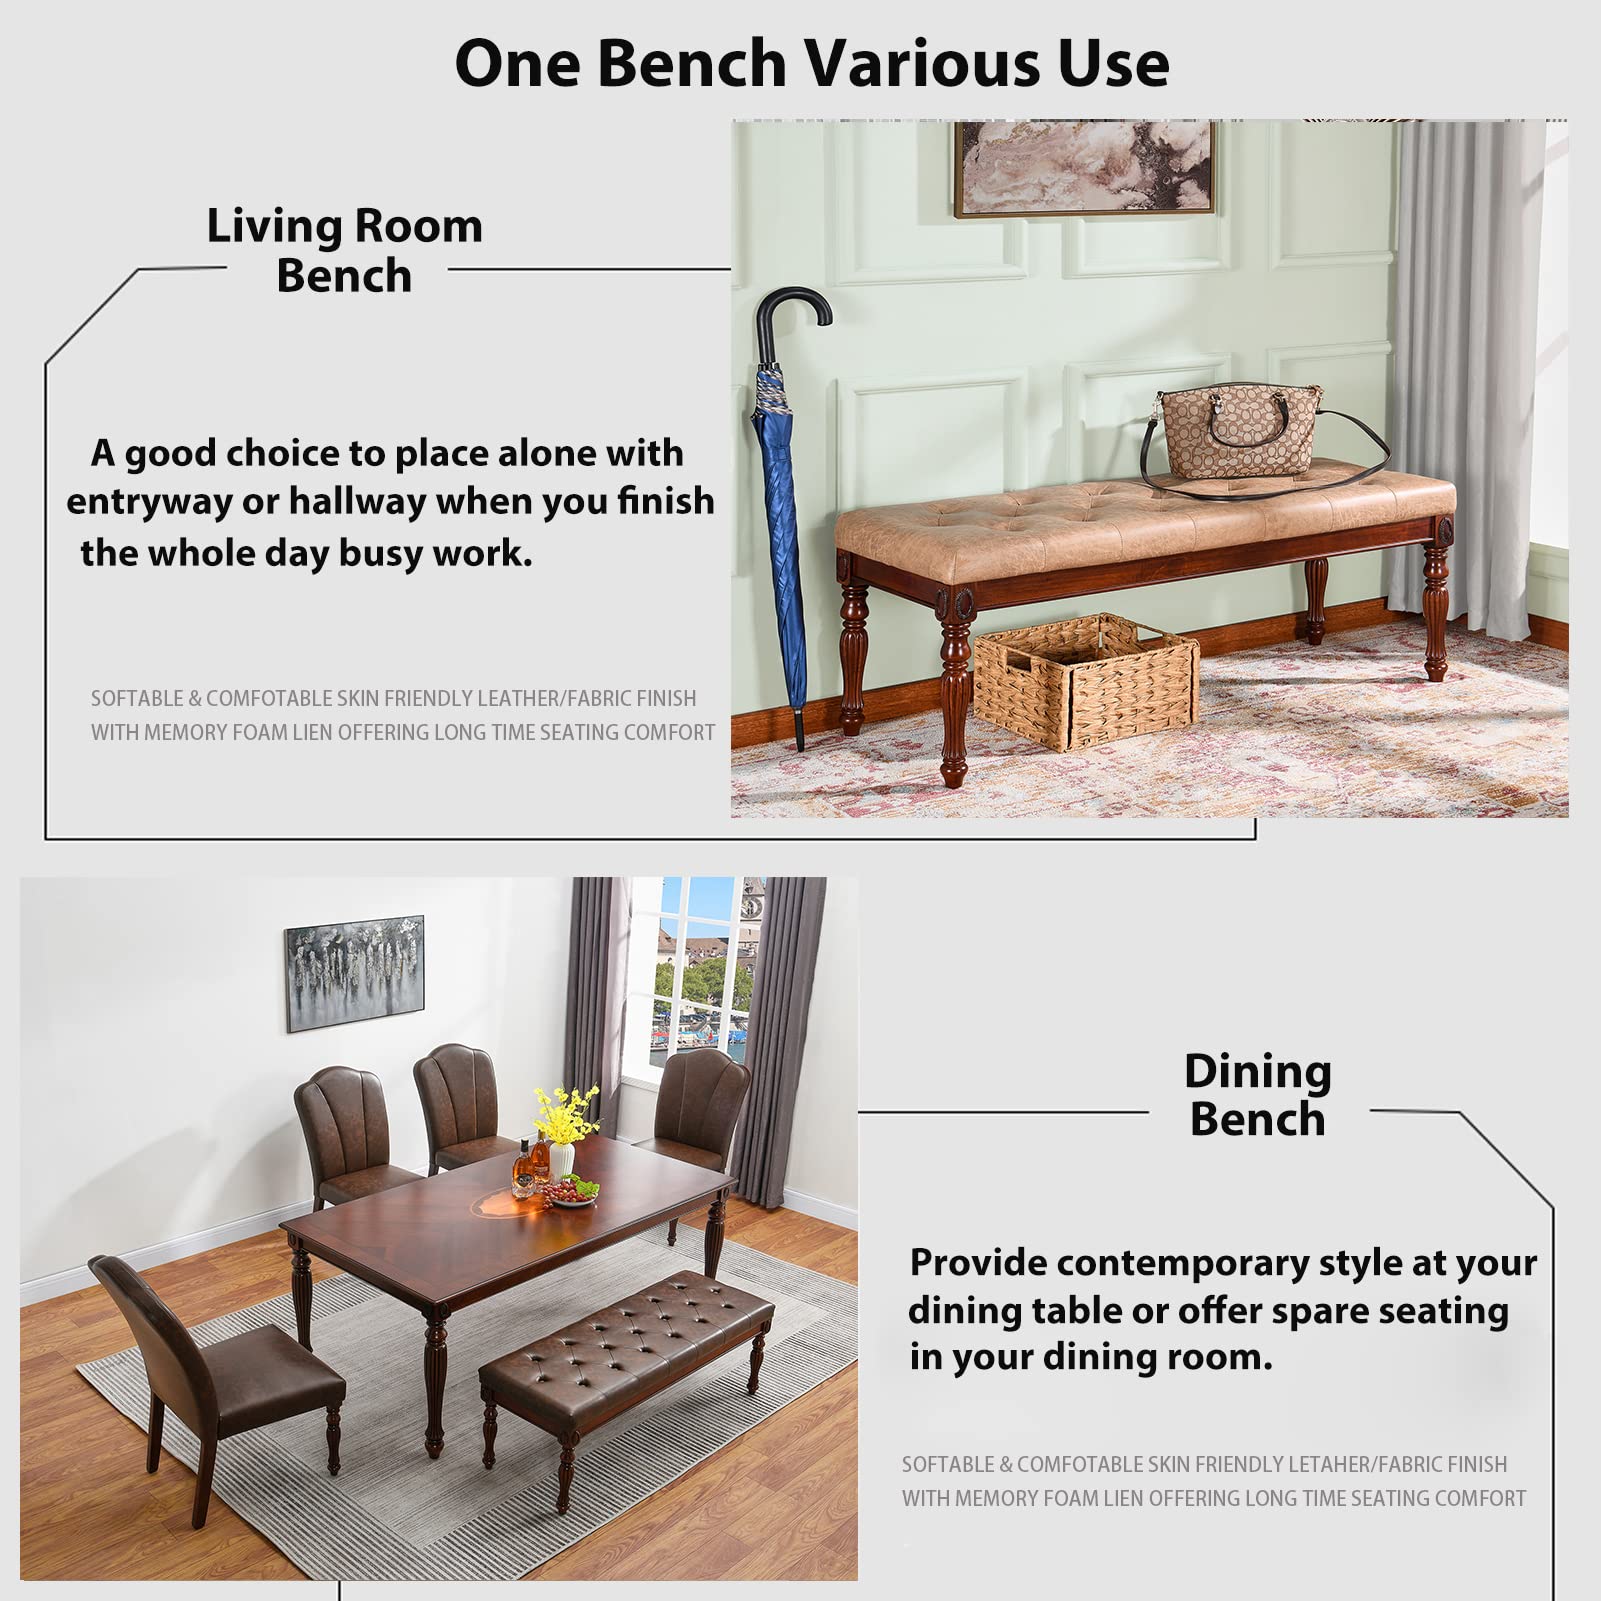 One Bench Various Use
Living Room
Bench
A good choice to place alone with
entryway or hallway when you finish
the whole day busy work.
SOFTABLE & COMFOTABLE SKIN FRIENDLY LEATHER/FABRIC FINISH
WITH MEMORY FOAM LIEN OFFERING LONG TIME SEATING COMFORT
Dining
Bench
Provide contemporary style at your
dining table or offer spare seating
in your dining room.
SOFTABLE & COMFOTABLE SKIN FRIENDLY LETAHER/FABRIC FINISH
WITH MEMORY FOAM LIEN OFFERING LONG TIME SEATING COMFORT